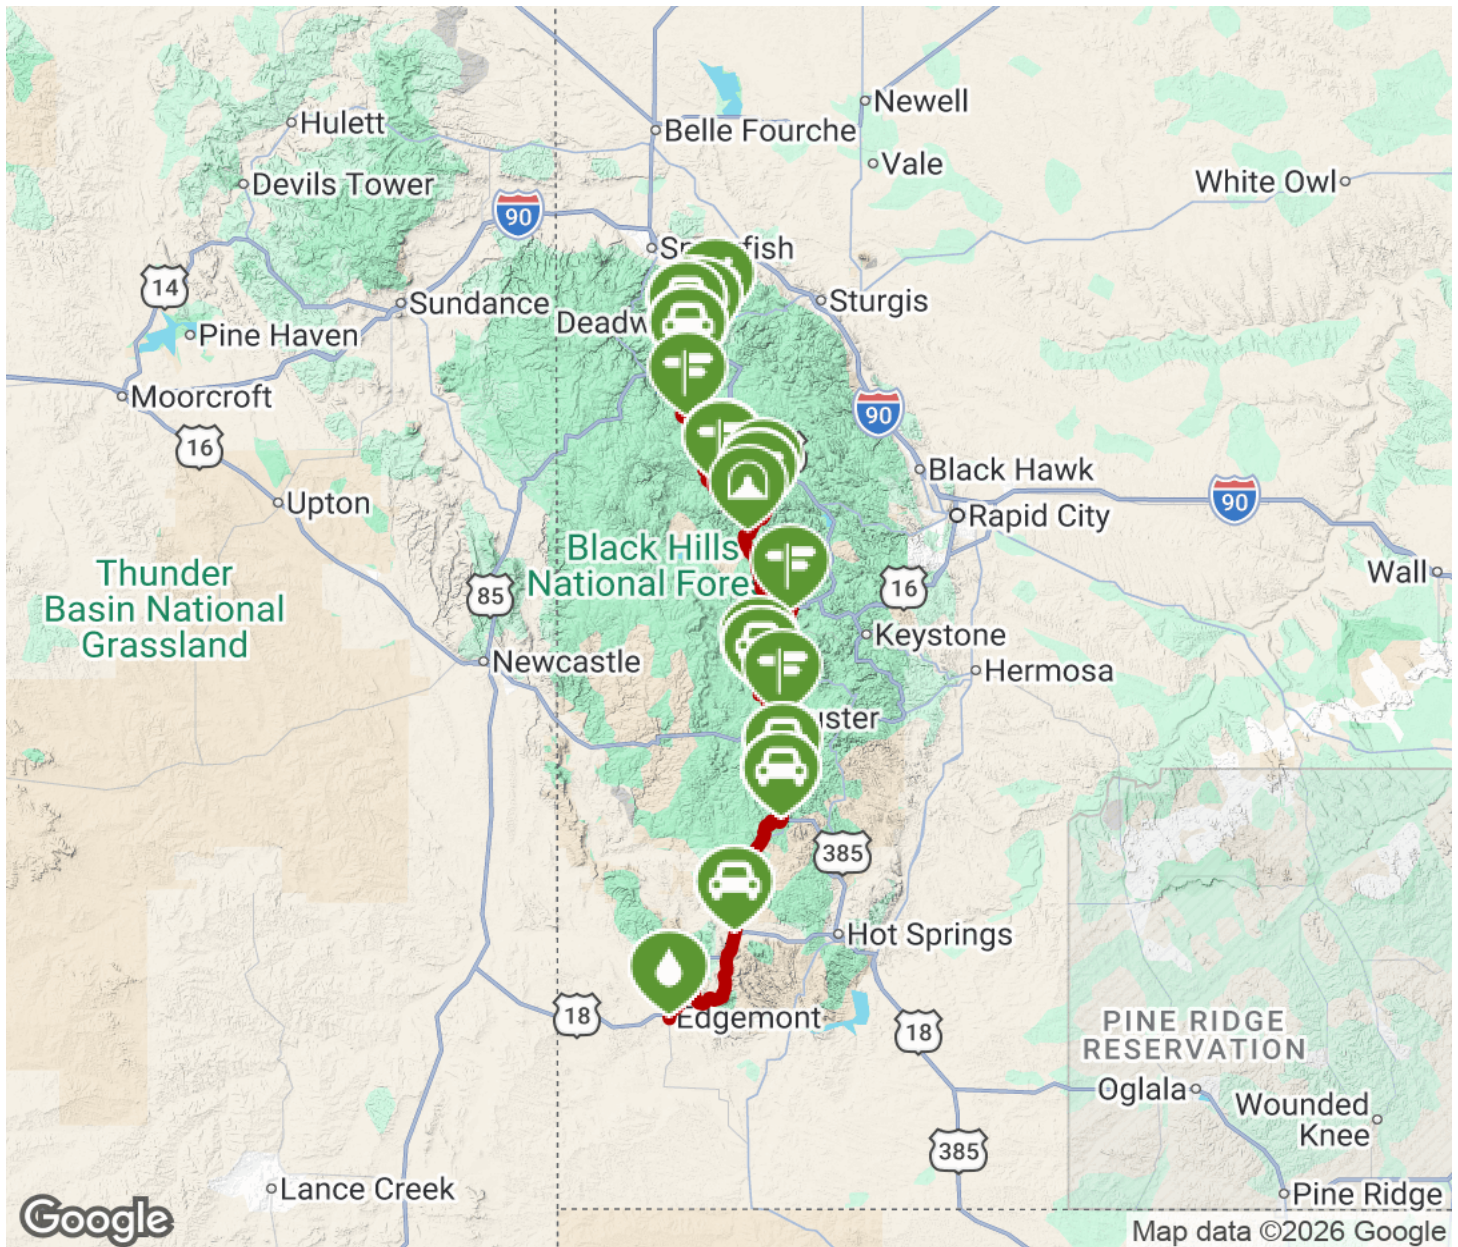 Newell
Hulett
Belle Fourche
Vale
Devils Tower
White Owl
90
14
Sundance
Sturgis
Pine Haven
Moorcroft
90
16
Black Hawk
Upton
90
Rapid City
Black Hills
Thunder
Basin National
Grassland
Wall
16
85
Keystone
Newcastle
Hermosa
385
Hot Springs
18
Edgemont
18
PINE RIDGE
RESERVATION
Oglala
Wounded
Knee
385
Lance Creek
Pine Ridge
Google
Map data ©2026 Google